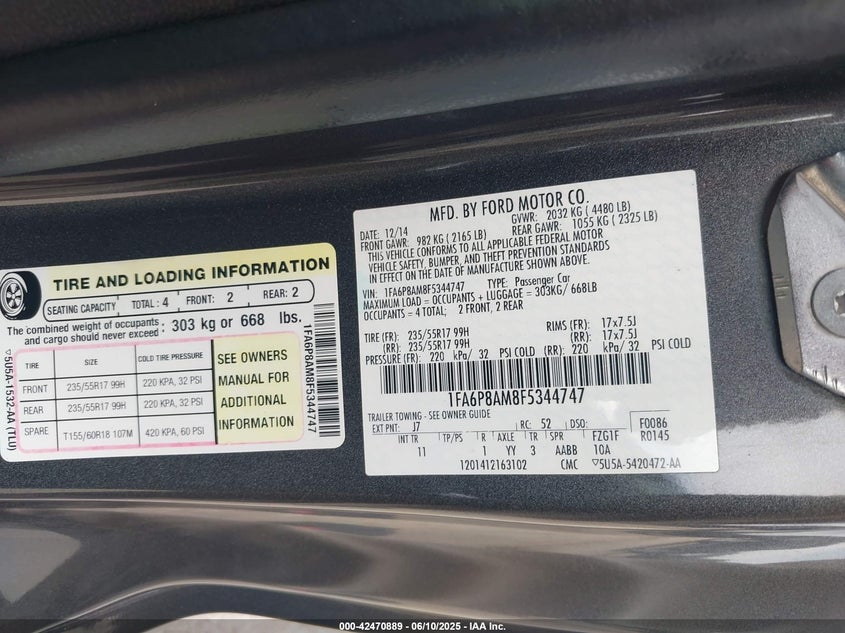 TIRE AND LOADING INFORMATION
SEATING CAPACITY TOTAL: 4 FRONT: 2 REAR: 2
The combined weight of occupants and cargo should never exceed : 303 kg or 668 lbs.
TIRE SIZE COLD TIRE PRESSURE
FRONT 235/55R17 99H 220 KPA, 32 PSI
REAR 235/55R17 99H 220 KPA, 32 PSI
SPARE T155/60R18 107M 420 KPA, 60 PSI
SEE OWNERS
MANUAL FOR
ADDITIONAL
INFORMATION
1FA6P8AM8F5344747
▽5U5A-1532-AA (TLU)
MFD. BY FORD MOTOR CO.
DATE: 12/14 GVWR: 2032 KG ( 4480 LB)
FRONT GAWR: 982 KG ( 2165 LB) REAR GAWR: 1055 KG ( 2325 LB)
THIS VEHICLE CONFORMS TO ALL APPLICABLE FEDERAL MOTOR
VEHICLE SAFETY, BUMPER, AND THEFT PREVENTION STANDARDS
IN EFFECT ON THE DATE OF MANUFACTURE SHOWN ABOVE.
VIN: 1FA6P8AM8F5344747 TYPE: Passenger Car
MAXIMUM LOAD = OCCUPANTS + LUGGAGE = 303KG/ 668LB
OCCUPANTS = 4 TOTAL: 2 FRONT, 2 REAR
TIRE (FR): 235/55R17 99H RIMS (FR): 17x7.5J
(RR): 235/55R17 99H (RR): 17x7.5J
PRESSURE (FR): 220 kPa/ 32 PSI COLD (RR): 220 kPa/ 32 PSI COLD
1FA6P8AM8F5344747
TRAILER TOWING - SEE OWNER GUIDE
EXT PNT: J7 RC: 52 DSO: F0086
R0145
INT TR TP/PS R AXLE TR SPR FZG1F
11 1 YY 3 AABB 10A
1201412163102 CMC ▽5U5A-5420472-AA
000-42470889 - 06/10/2025 - IAA Inc.